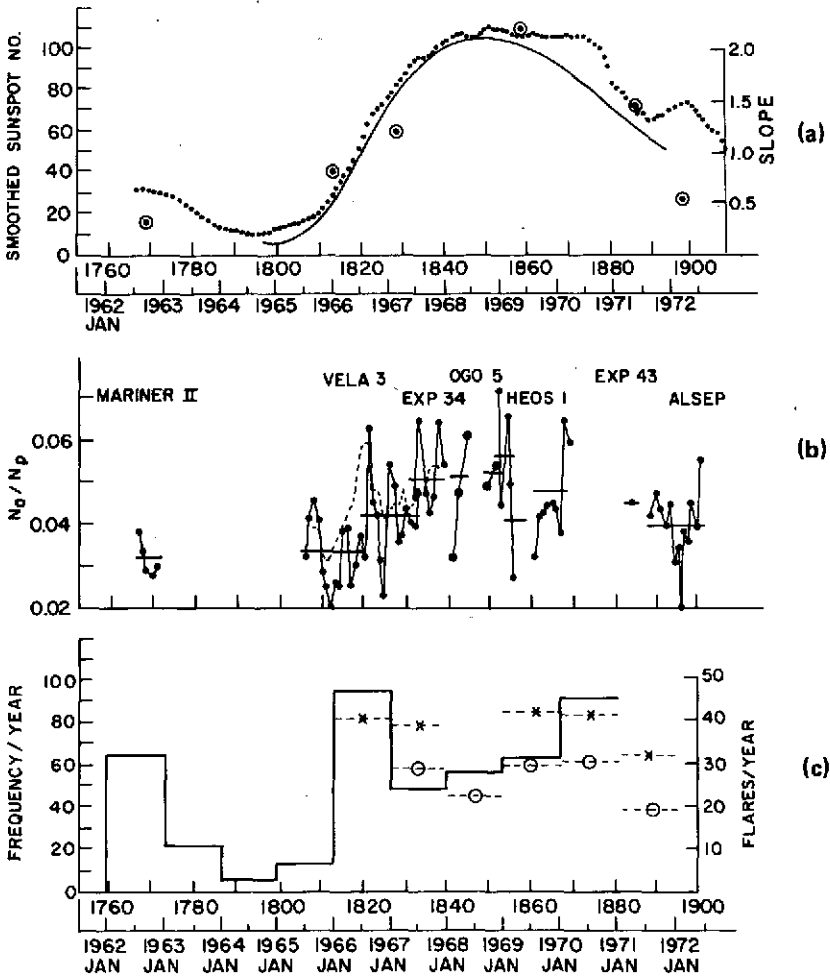 SMOOTHED SUNSPOT NO.
100
80
60
40
20
0
2.0
1.5
1.0
0.5
SLOPE
(a)
1760 1780 1800 1820 1840 1860 1880 1900
1962 1963 1964 1965 1966 1967 1968 1969 1970 1971 1972
JAN
MARINER II
VELA 3
EXP 34
OGO 5
HEOS 1
EXP 43
ALSEP
Nα/Np
0.06
0.04
0.02
(b)
FREQUENCY/YEAR
100
80
60
40
20
0
50
40
30
20
10
FLARES/YEAR
(c)
1760 1780 1800 1820 1840 1860 1880 1900
1962 1963 1964 1965 1966 1967 1968 1969 1970 1971 1972
JAN JAN JAN JAN JAN JAN JAN JAN JAN JAN JAN